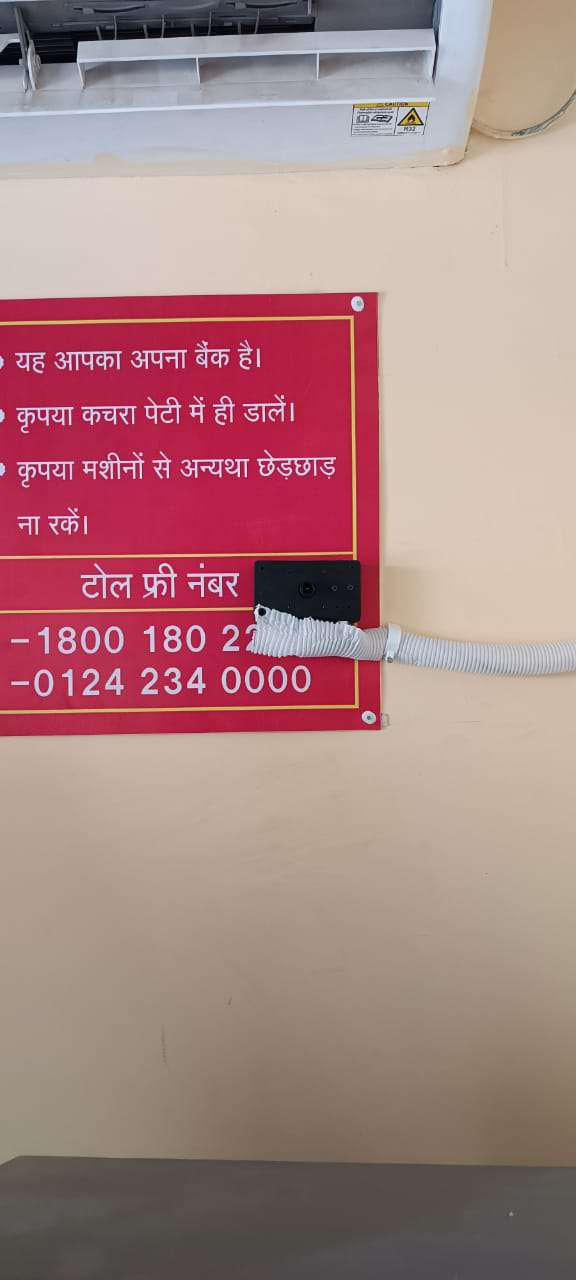 CAUTION
R32
• यह आपका अपना बैंक है।
• कृपया कचरा पेटी में ही डालें।
• कृपया मशीनों से अन्यथा छेड़छाड़
ना रकें।
टोल फ्री नंबर
-1800 180 22
-0124 234 0000